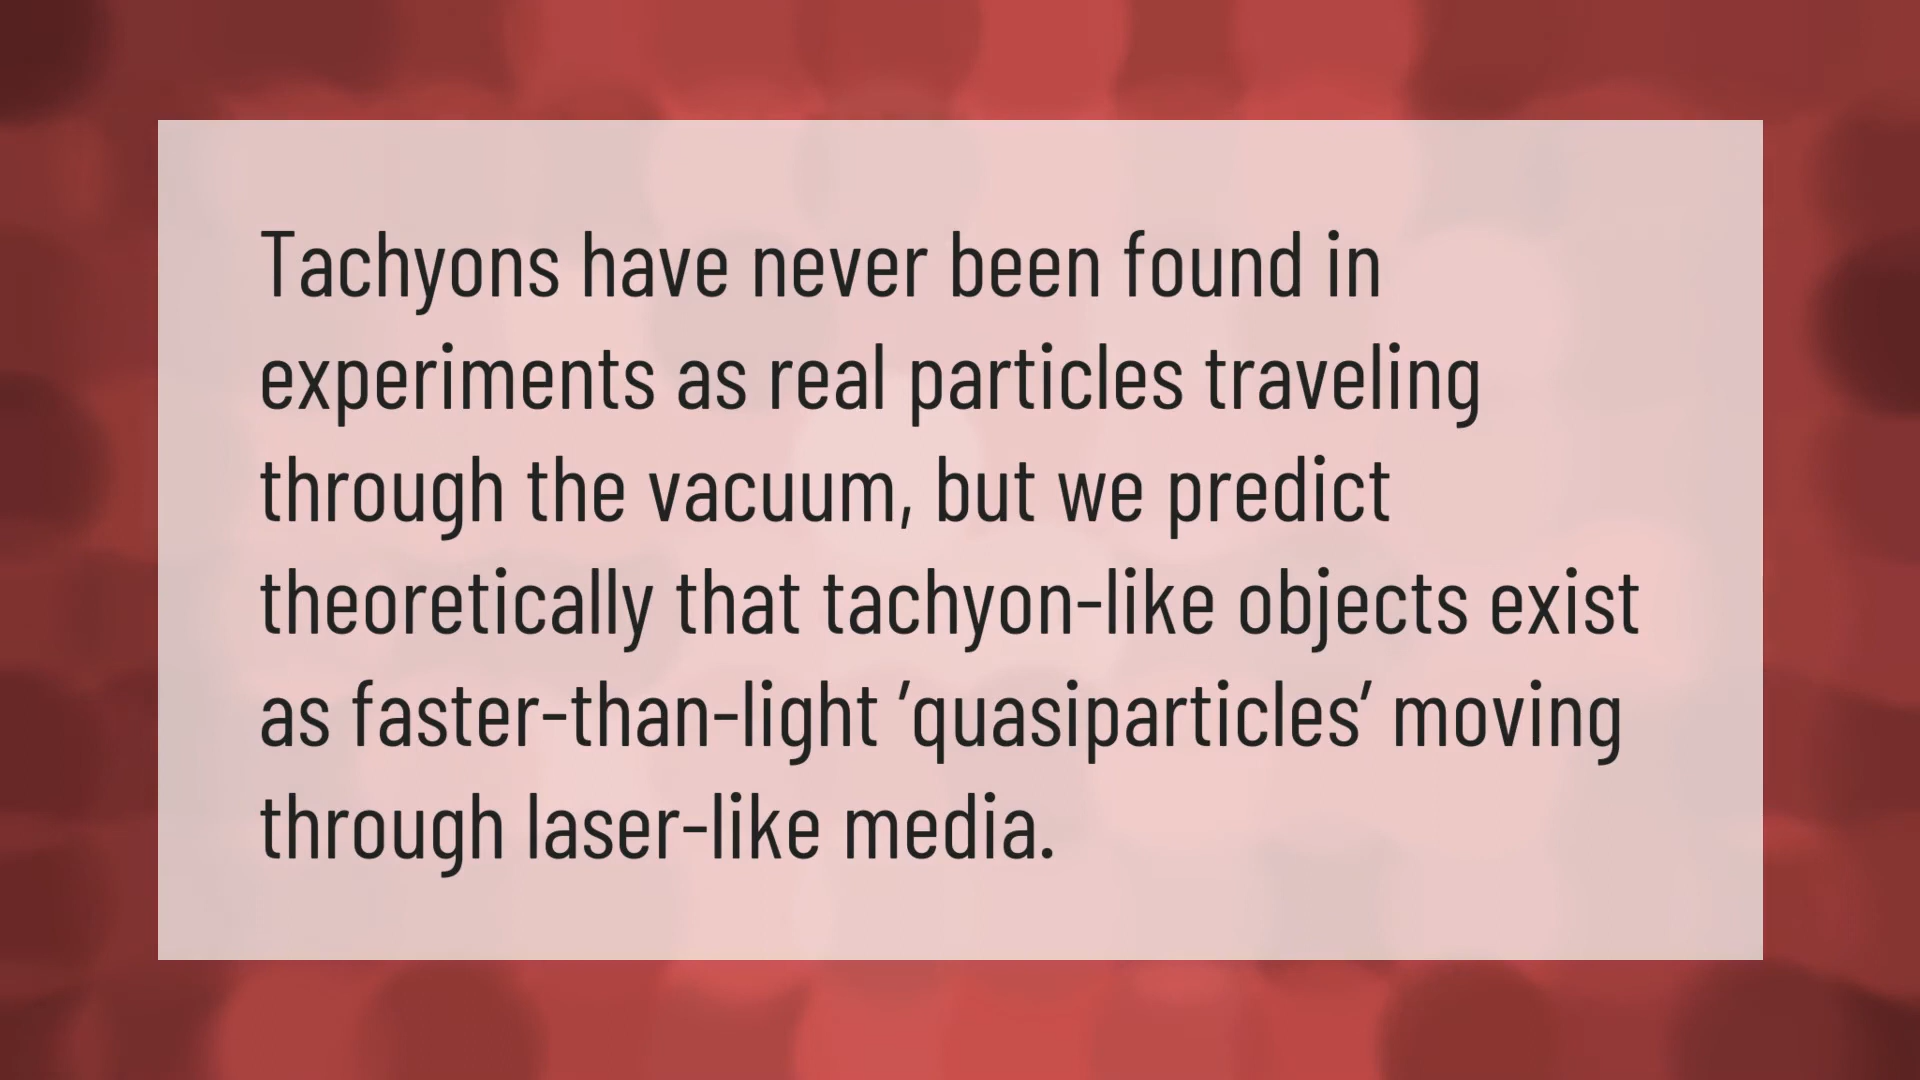 Tachyons have never been found in
experiments as real particles traveling
through the vacuum, but we predict
theoretically that tachyon-like objects exist
as faster-than-light ’quasiparticles’ moving
through laser-like media.